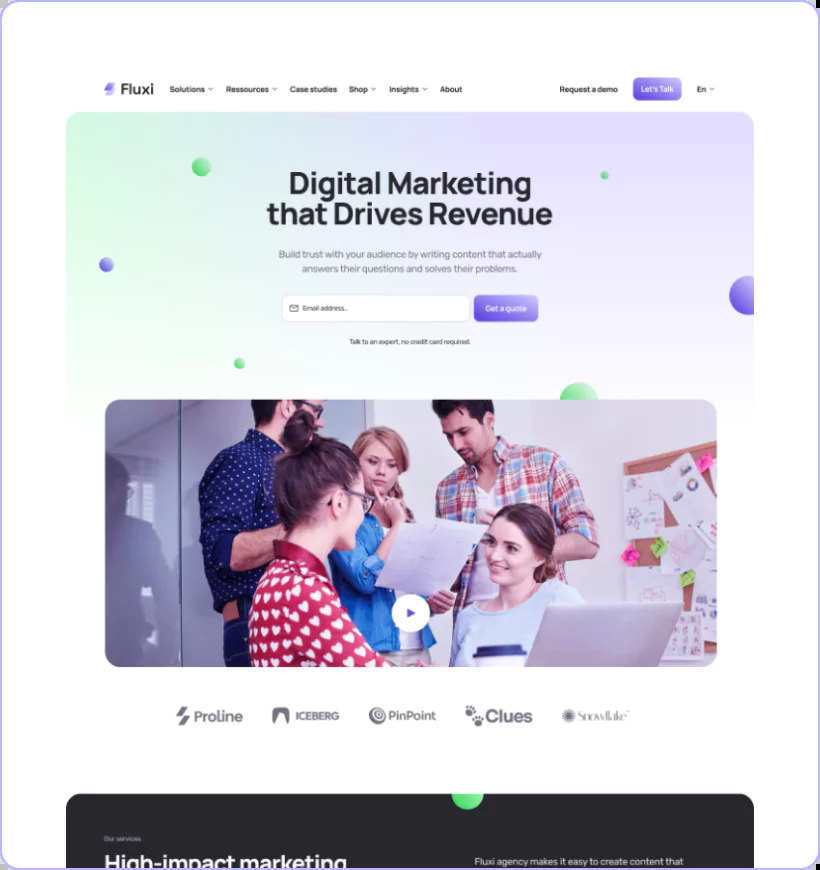 Fluxi Solutions Ressources Case studies Shop Insights About Request a demo Let's Talk En
Digital Marketing
that Drives Revenue
Build trust with your audience by writing content that actually
answers their questions and solves their problems.
Email address..
Get a quote
Talk to an expert, no credit card required.
Proline ICEBERG PinPoint Clues Snowflake
Our services
High-impact marketing
Fluxi agency makes it easy to create content that